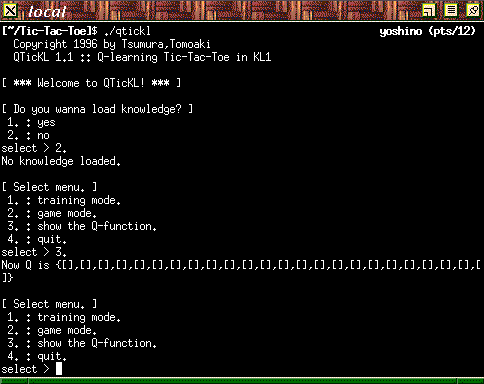 local
[~/Tic-Tac-Toe]$ ./qtickl yoshino (pts/12)
Copyright 1996 by Tsumura,Tomoaki
QTicKL 1.1 :: Q-learning Tic-Tac-Toe in KL1
[ *** Welcome to QTicKL! *** ]
[ Do you wanna load knowledge? ]
1. : yes
2. : no
select > 2.
No knowledge loaded.
[ Select menu. ]
1. : training mode.
2. : game mode.
3. : show the Q-function.
4. : quit.
select > 3.
Now Q is {[],[],[],[],[],[],[],[],[],[],[],[],[],[],[],[],[],[],[],[],[],[],[],[
]}
[ Select menu. ]
1. : training mode.
2. : game mode.
3. : show the Q-function.
4. : quit.
select >